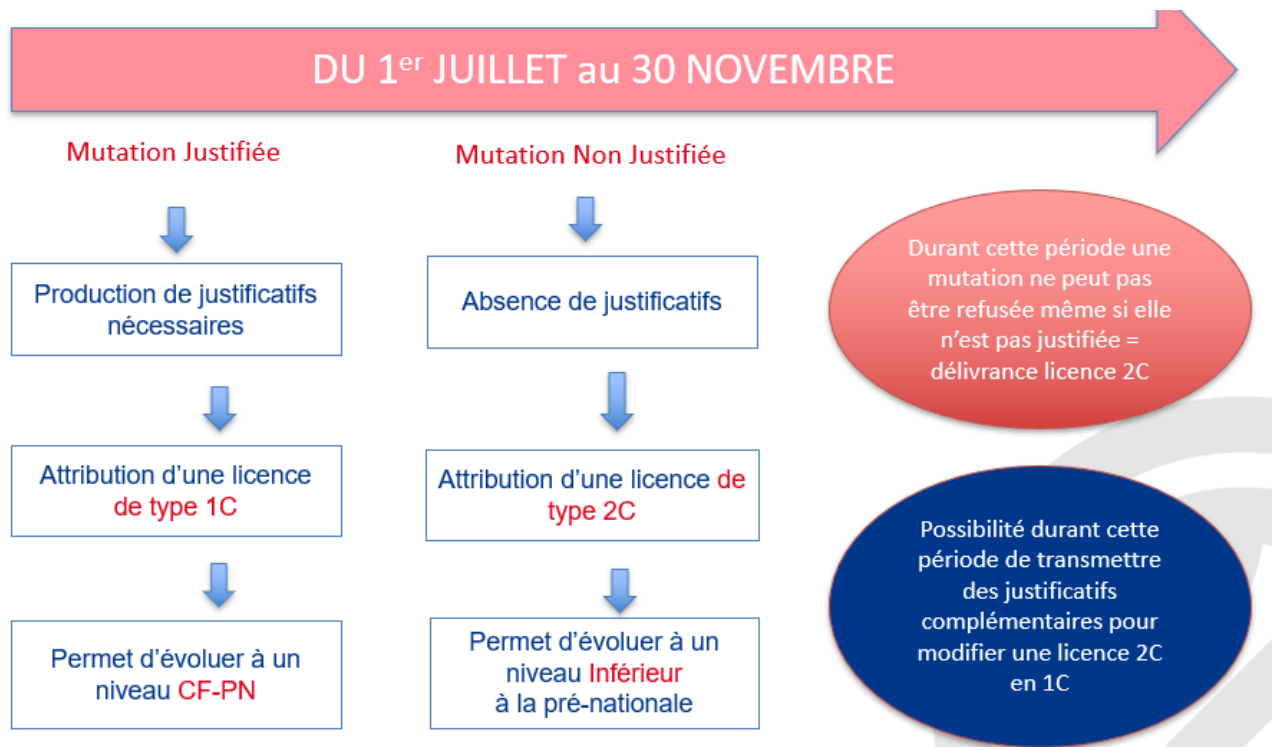 DU 1er JUILLET au 30 NOVEMBRE
Mutation Justifiée
Mutation Non Justifiée
Production de justificatifs
nécessaires
Absence de justificatifs
Durant cette période une
mutation ne peut pas
être refusée même si elle
n'est pas justifiée =
délivrance licence 2C
Attribution d'une licence
de type 1C
Attribution d'une licence de
type 2C
Possibilité durant cette
période de transmettre
des justificatifs
complémentaires pour
modifier une licence 2C
en 1C
Permet d'évoluer à un
niveau CF-PN
Permet d'évoluer à un
niveau Inférieur
à la pré-nationale